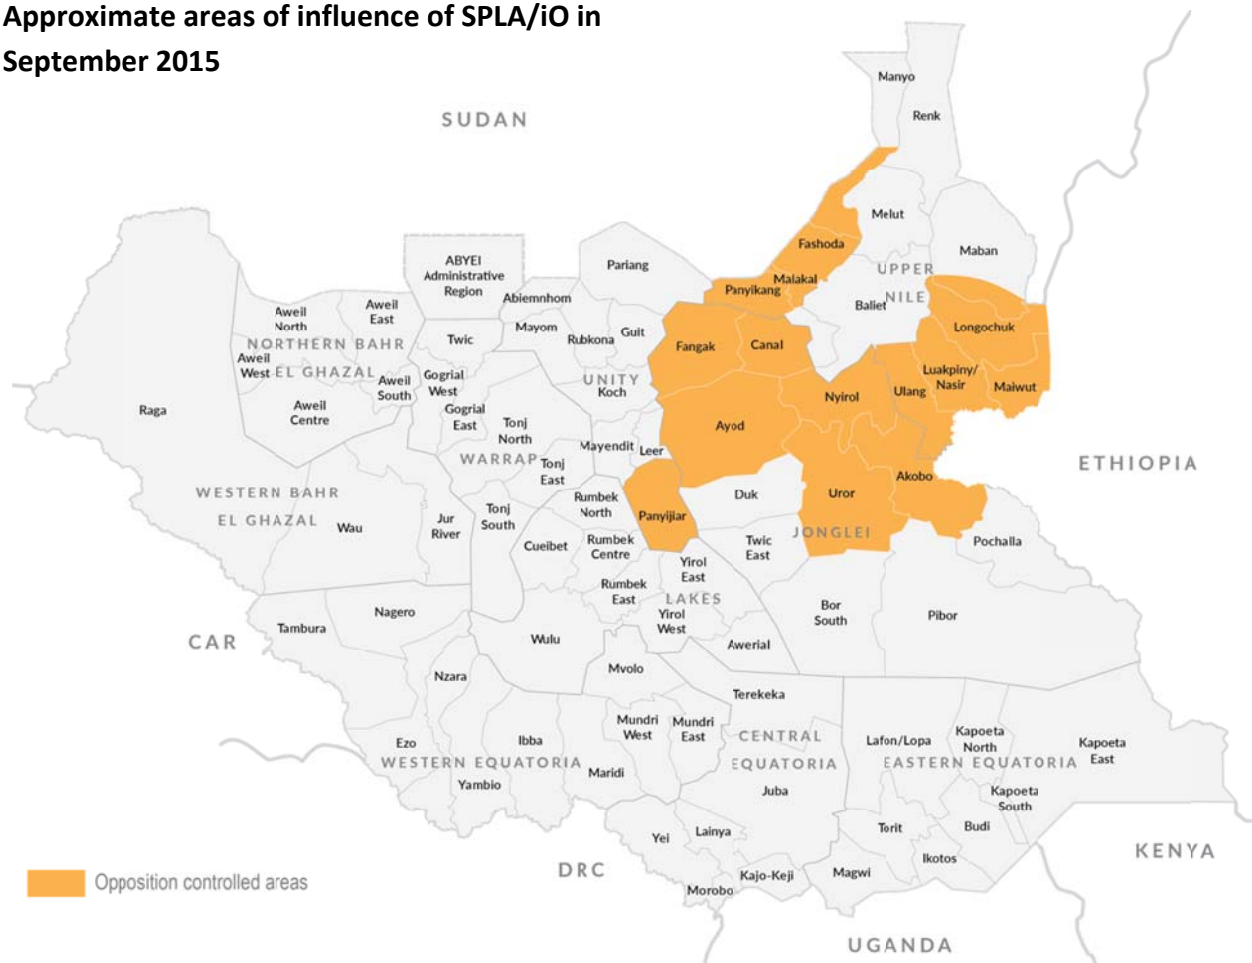 Approximate areas of influence of SPLA/iO in
September 2015
Manyo
SUDAN
Renk
Melut
Fashoda
Maban
ABYEI
Administrative
Region
Pariang
UPPER
NILE
Malakal
Panyikang
Abiemnhom
Baliet
Aweil
North
Aweil
East
Mayom
Rubkona
Guit
Longochuk
NORTHERN BAHR
EL GHAZAL
Twic
Fangak
Canal
Aweil
West
Aweil
South
Gogrial
West
UNITY
Koch
Luakpiny/
Nasir
Maiwut
Ulang
Nyirol
Raga
Aweil
Centre
Gogrial
East
Tonj
North
Ayod
Mayendit
Leer
WARRAP
Tonj
East
ETHIOPIA
Akobo
WESTERN BAHR
EL GHAZAL
Wau
Jur
River
Tonj
South
Rumbek
North
Panyijiar
Duk
Uror
JONGLEI
Pochalla
Cueibet
Rumbek
Centre
Twic
East
Yirol
East
Rumbek
East
LAKES
Yirol
West
Bor
South
Pibor
Nagero
Tambura
CAR
Wulu
Awerial
Mvolo
Nzara
Terekeka
Mundri
West
Mundri
East
CENTRAL
EQUATORIA
Ezo
Ibba
Lafon/Lopa
Kapoeta
North
Kapoeta
East
WESTERN EQUATORIA
EASTERN EQUATORIA
Maridi
Yambio
Juba
Kapoeta
South
Yei
Lainya
Torit
Budi
KENYA
Ikotos
DRC
Kajo-Keji
Magwi
Morobo
Opposition controlled areas
UGANDA